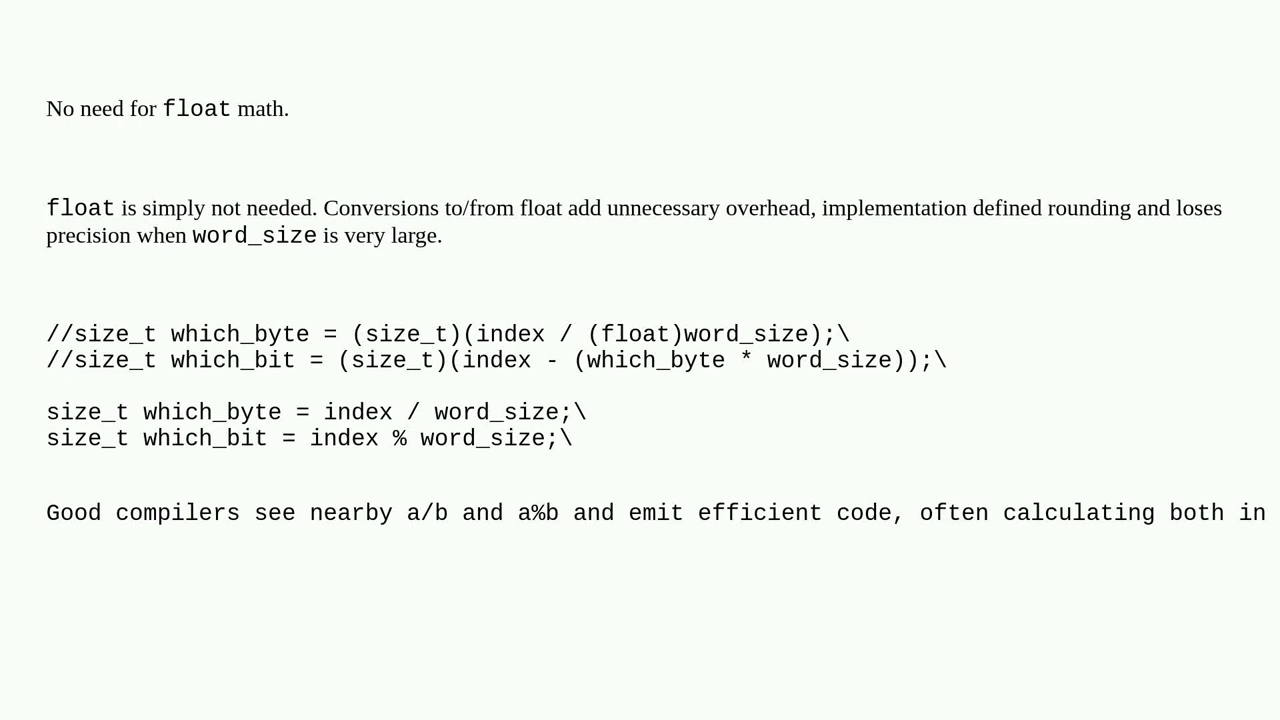 No need for float math.
float is simply not needed. Conversions to/from float add unnecessary overhead, implementation defined rounding and loses
precision when word_size is very large.
//size_t which_byte = (size_t)(index / (float)word_size);\
//size_t which_bit = (size_t)(index - (which_byte * word_size));\
size_t which_byte = index / word_size;\
size_t which_bit = index % word_size;\
Good compilers see nearby a/b and a%b and emit efficient code, often calculating both in